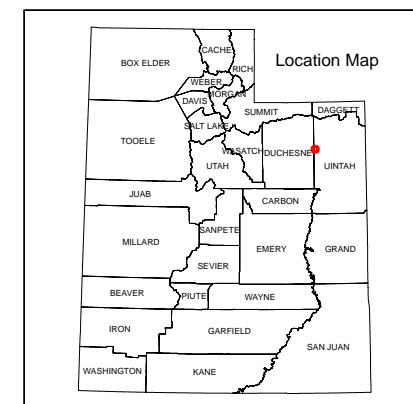 Location Map
CACHE
BOX ELDER
RICH
WEBER
MORGAN
DAVIS
SUMMIT
DAGGETT
SALT LAKE
TOOELE
WASATCH
DUCHESNE
UINTAH
UTAH
JUAB
CARBON
SANPETE
MILLARD
EMERY
GRAND
SEVIER
BEAVER
PIUTE
WAYNE
IRON
GARFIELD
SAN JUAN
WASHINGTON
KANE